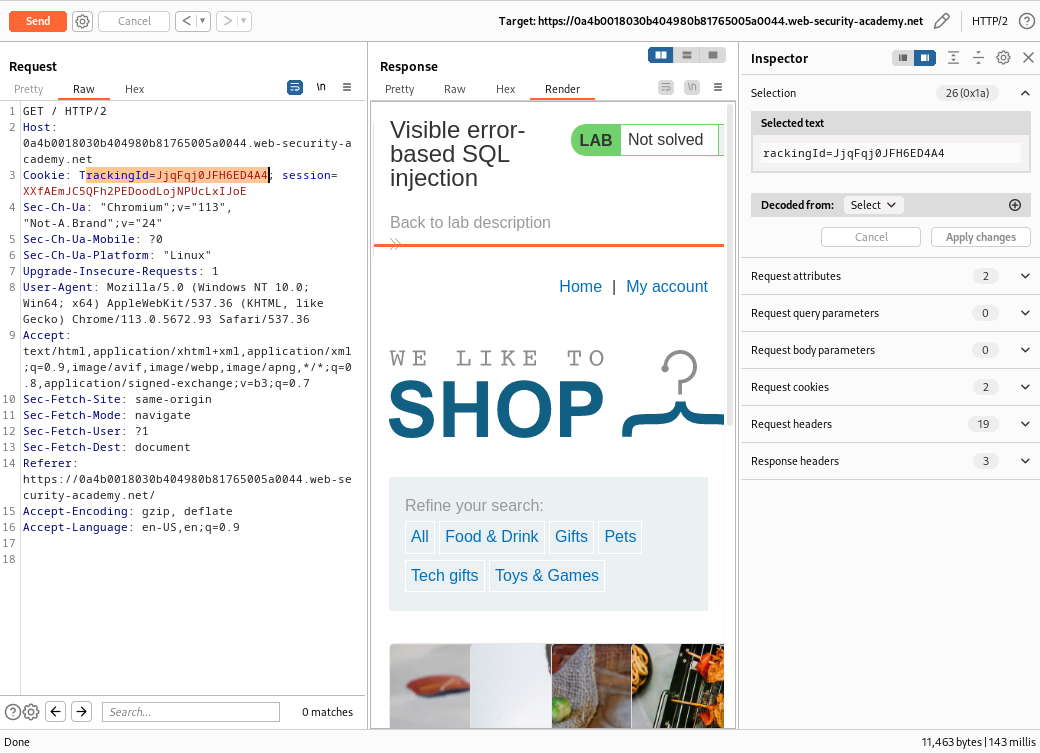 Send
Cancel
<
>
Target: https://0a4b0018030b404980b81765005a0044.web-security-academy.net
HTTP/2
Request
Pretty
Raw
Hex
\n
1 GET / HTTP/2
2 Host:
0a4b0018030b404980b81765005a0044.web-security-a
cademy.net
3 Cookie: TrackingId=JjqFqj0JFH6ED4A4; session=
XXfAEmJC5QFh2PEDoodLojNPUcLxIJoE
4 Sec-Ch-Ua: "Chromium";v="113",
"Not-A.Brand";v="24"
5 Sec-Ch-Ua-Mobile: ?0
6 Sec-Ch-Ua-Platform: "Linux"
7 Upgrade-Insecure-Requests: 1
8 User-Agent: Mozilla/5.0 (Windows NT 10.0;
Win64; x64) AppleWebKit/537.36 (KHTML, like
Gecko) Chrome/113.0.5672.93 Safari/537.36
9 Accept:
text/html,application/xhtml+xml,application/xml
;q=0.9,image/avif,image/webp,image/apng,*/*;q=0
.8,application/signed-exchange;v=b3;q=0.7
10 Sec-Fetch-Site: same-origin
11 Sec-Fetch-Mode: navigate
12 Sec-Fetch-User: ?1
13 Sec-Fetch-Dest: document
14 Referer:
https://0a4b0018030b404980b81765005a0044.web-se
curity-academy.net/
15 Accept-Encoding: gzip, deflate
16 Accept-Language: en-US,en;q=0.9
17
18
Search...
0 matches
Response
Pretty
Raw
Hex
Render
\n
Visible error-
based SQL
injection
LAB Not solved
Back to lab description
Home | My account
WE LIKE TO
SHOP
Refine your search:
All Food & Drink Gifts Pets
Tech gifts Toys & Games
Inspector
Selection 26 (0x1a)
Selected text
rackingId=JjqFqj0JFH6ED4A4
Decoded from: Select
Cancel
Apply changes
Request attributes 2
Request query parameters 0
Request body parameters 0
Request cookies 2
Request headers 19
Response headers 3
Done
11,463 bytes | 143 millis